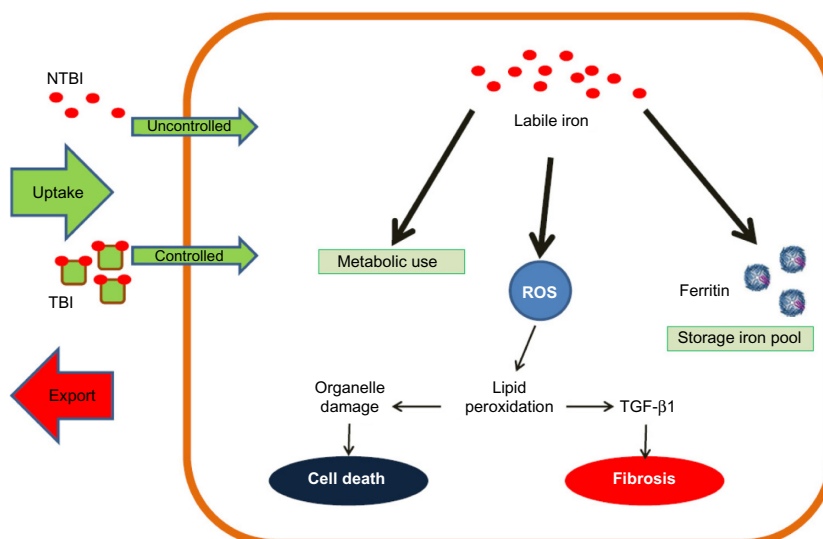 NTBI
Uncontrolled
Labile iron
Uptake
Controlled
TBI
Metabolic use
ROS
Ferritin
Storage iron pool
Export
Organelle
damage
Lipid
peroxidation
TGF-β1
Cell death
Fibrosis